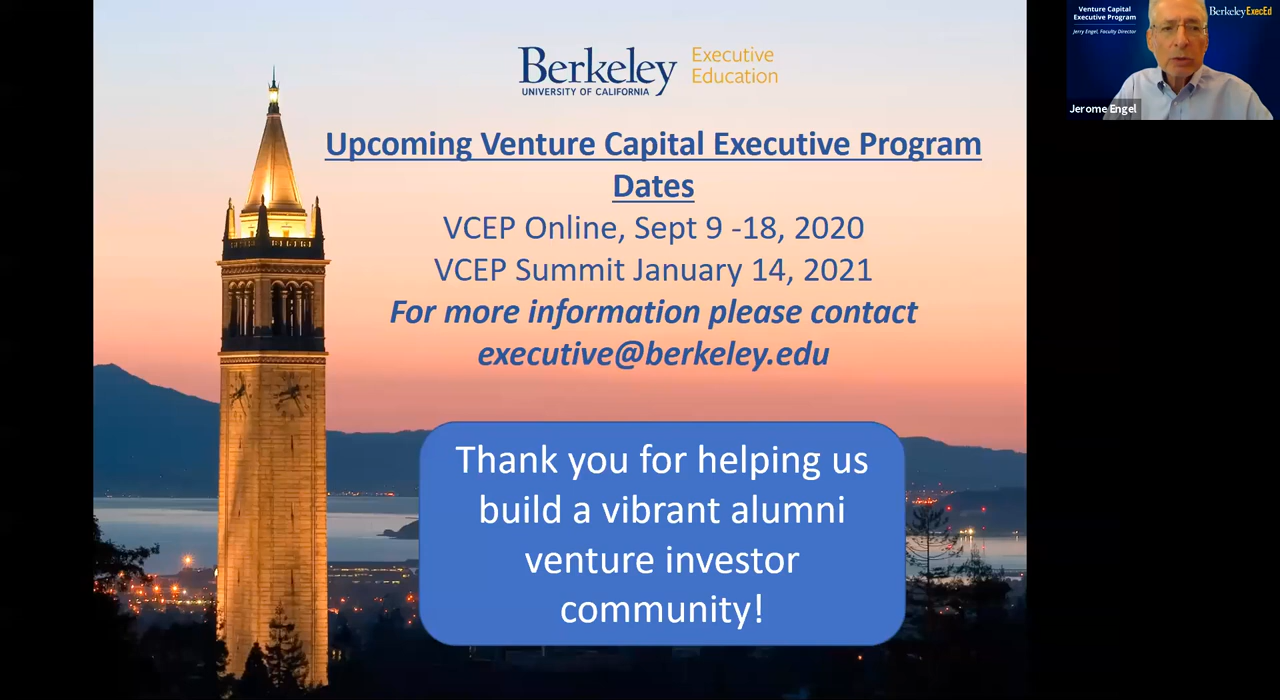 Berkeley
UNIVERSITY OF CALIFORNIA
Executive
Education
Upcoming Venture Capital Executive Program
Dates
VCEP Online, Sept 9 -18, 2020
VCEP Summit January 14, 2021
For more information please contact
executive@berkeley.edu
Thank you for helping us
build a vibrant alumni
venture investor
community!
Venture Capital
Executive Program
Jerry Engel, Faculty Director
BerkeleyExecEd
Jerome Engel